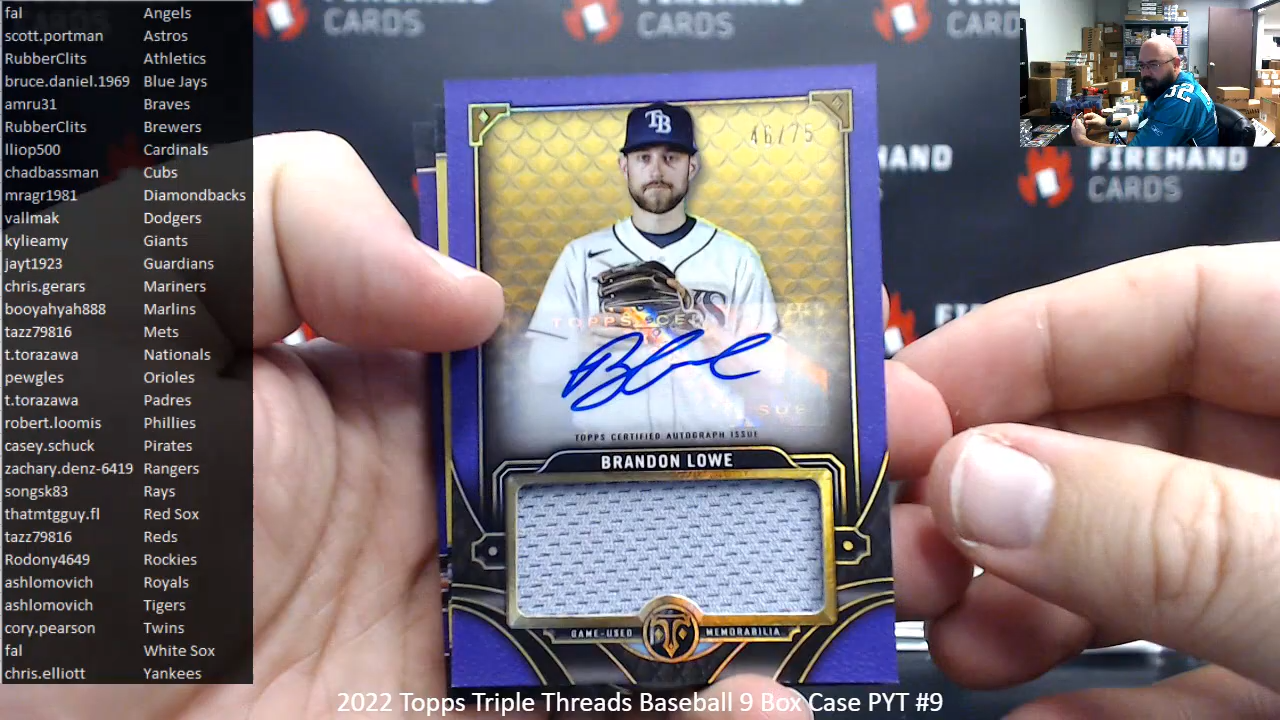 fal Angels
scott.portman Astros
RubberClits Athletics
bruce.daniel.1969 Blue Jays
amru31 Braves
RubberClits Brewers
lliop500 Cardinals
chadbassman Cubs
mragr1981 Diamondbacks
vallmak Dodgers
kylieamy Giants
jayt1923 Guardians
chris.gerars Mariners
booyahyah888 Marlins
tazz79816 Mets
t.torazawa Nationals
pewgles Orioles
t.torazawa Padres
robert.loomis Phillies
casey.schuck Pirates
zachary.denz-6419 Rangers
songsk83 Rays
thatmtgguy.fl Red Sox
tazz79816 Reds
Rodony4649 Rockies
ashlomovich Royals
ashlomovich Tigers
cory.pearson Twins
fal White Sox
chris.elliott Yankees
FIREHAND
CARDS
FIREHAND
CARDS
TB
46/75
TOPPS CERTIFIED AUTOGRAPH ISSUE
BRANDON LOWE
GAME-USED MEMORABILIA
32
2022 Topps Triple Threads Baseball 9 Box Case PYT #9